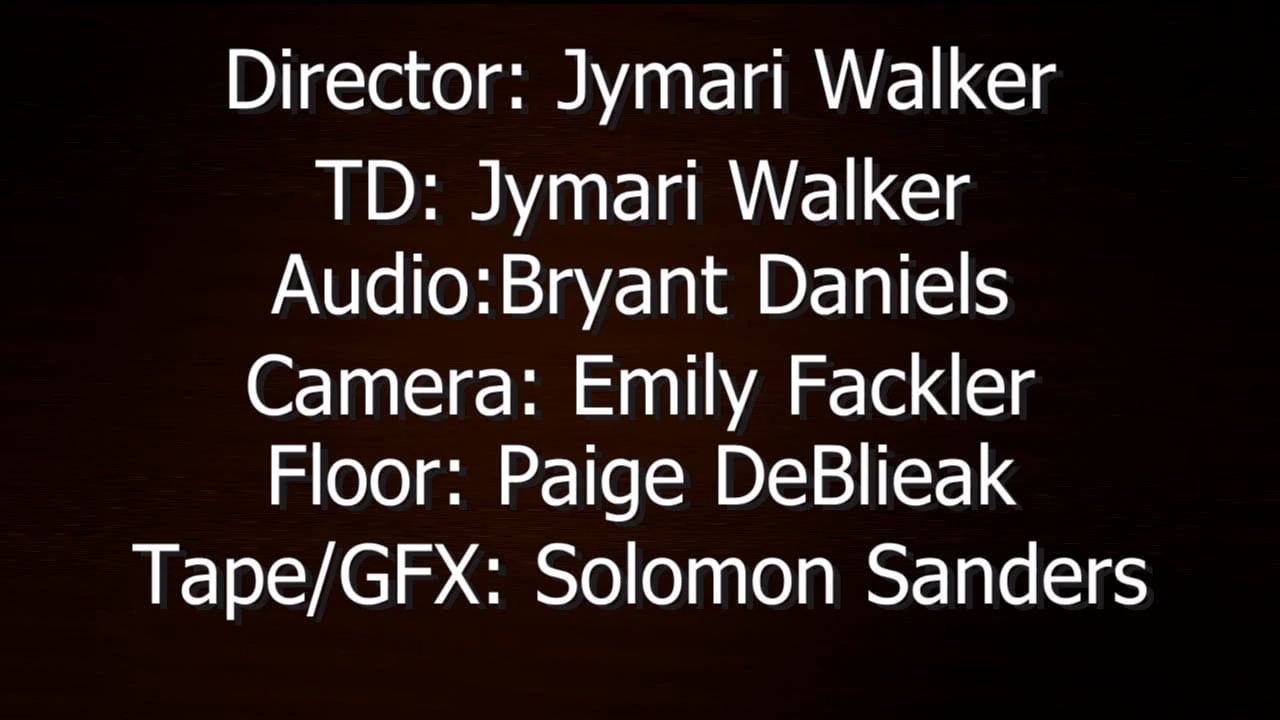 Director: Jymari Walker
TD: Jymari Walker
Audio:Bryant Daniels
Camera: Emily Fackler
Floor: Paige DeBlieak
Tape/GFX: Solomon Sanders